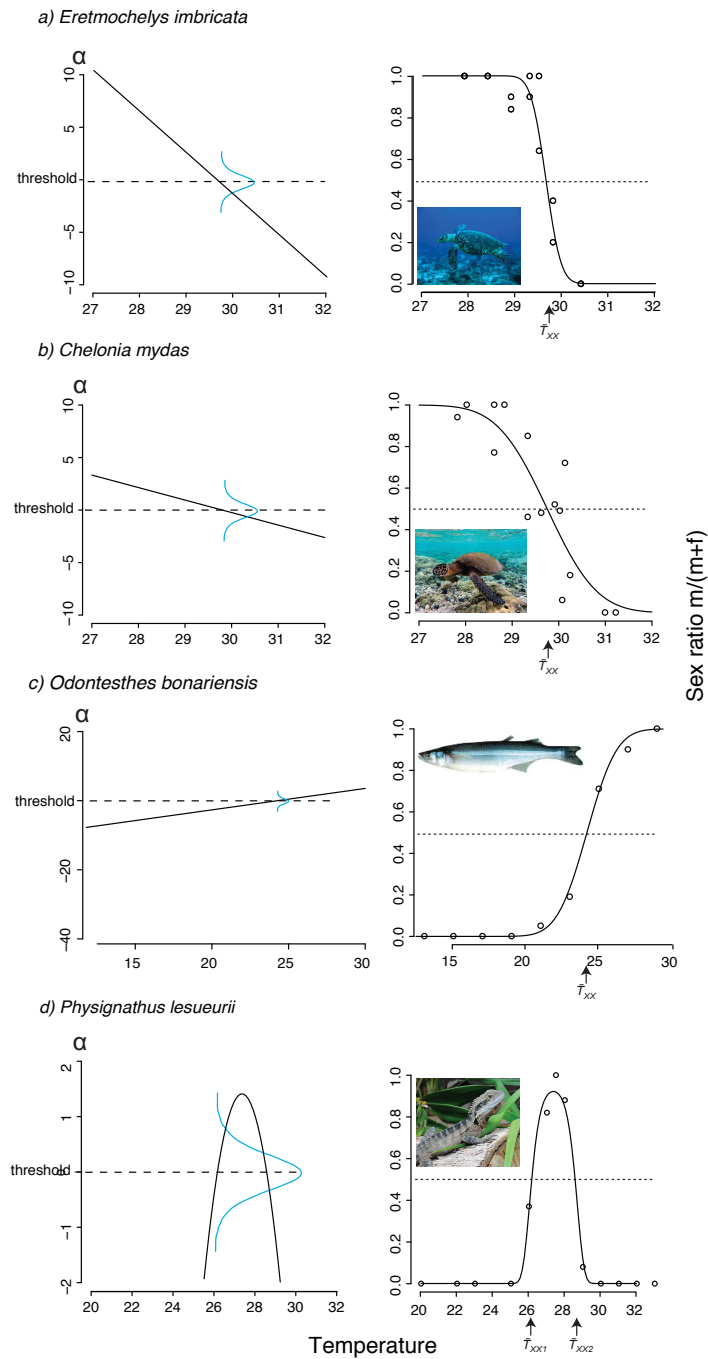 a) Eretmochelys imbricata
α
10
5
threshold
−5
−10
27 28 29 30 31 32
1.0
0.8
0.6
0.4
0.2
0.0
27 28 29 30 31 32
T̄xx
b) Chelonia mydas
α
10
5
threshold
−5
−10
27 28 29 30 31 32
1.0
0.8
0.6
0.4
0.2
0.0
27 28 29 30 31 32
T̄xx
Sex ratio m/(m+f)
c) Odontesthes bonariensis
α
20
threshold
−20
−40
15 20 25 30
1.0
0.8
0.6
0.4
0.2
0.0
15 20 25 30
T̄xx
d) Physignathus lesueurii
α
2
1
threshold
0
−1
−2
20 22 24 26 28 30 32
1.0
0.8
0.6
0.4
0.2
0.0
20 22 24 26 28 30 32
T̄xx1 T̄xx2
Temperature